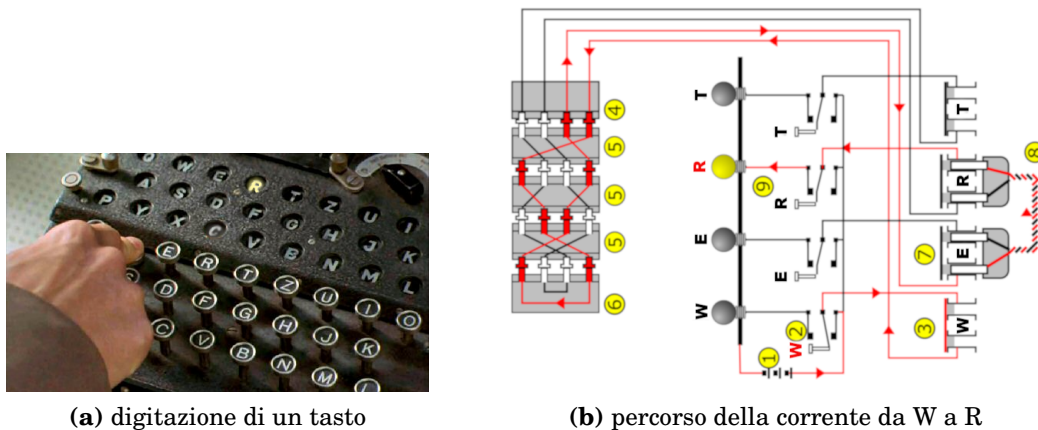 W E R T Z U I
A S D F G H J K
P Y X C V B N M L
E R T Z U I O
D F G H J K
C V B N M
(a) digitazione di un tasto
4
5
5
5
6
T
T
T
R
9
R
R
8
E
E
7
E
W
2
W
1
3
W
(b) percorso della corrente da W a R